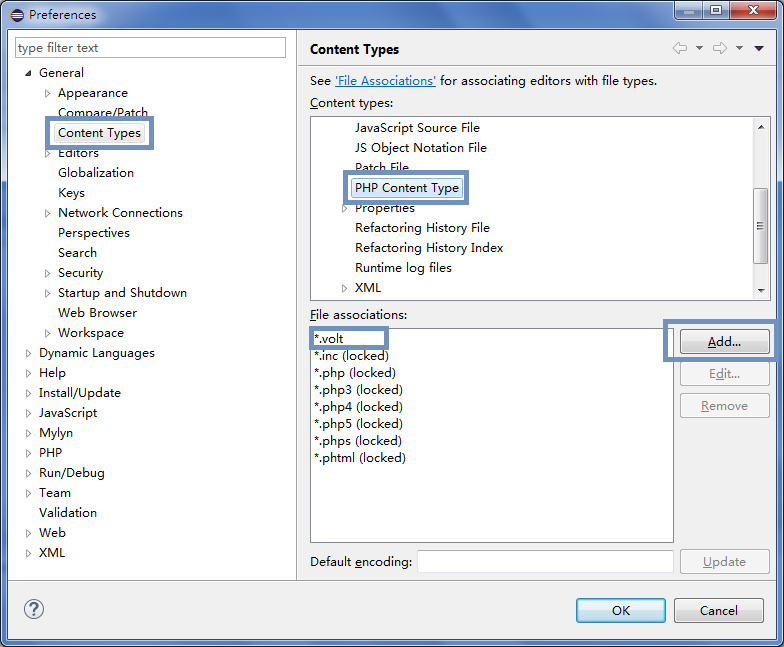 Preferences
type filter text
General
Appearance
Compare/Patch
Content Types
Editors
Globalization
Keys
Network Connections
Perspectives
Search
Security
Startup and Shutdown
Web Browser
Workspace
Dynamic Languages
Help
Install/Update
JavaScript
Mylyn
PHP
Run/Debug
Team
Validation
Web
XML
Content Types
See 'File Associations' for associating editors with file types.
Content types:
JavaScript Source File
JS Object Notation File
Patch File
PHP Content Type
Properties
Refactoring History File
Refactoring History Index
Runtime log files
XML
File associations:
*.volt
*.inc (locked)
*.php (locked)
*.php3 (locked)
*.php4 (locked)
*.php5 (locked)
*.phps (locked)
*.phtml (locked)
Add...
Edit...
Remove
Default encoding:
Update
?
OK
Cancel